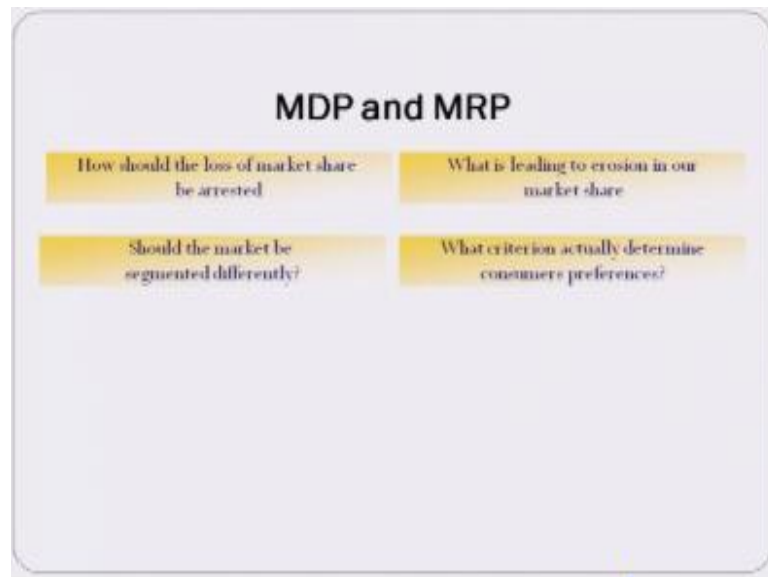 MDP and MRP
How should the loss of market share
be arrested
What is leading to erosion in our
market share
Should the market be
segmented differently?
What criterion actually determine
consumers preferences?